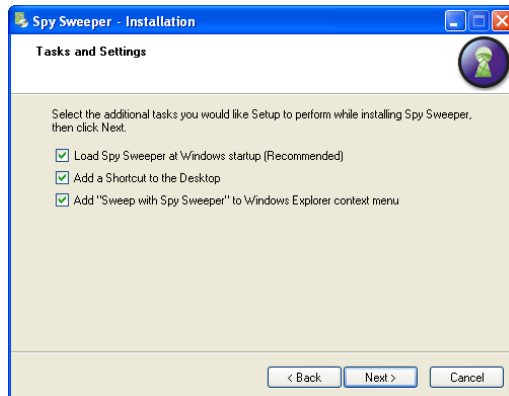 Spy Sweeper - Installation
Tasks and Settings
Select the additional tasks you would like Setup to perform while installing Spy Sweeper,
then click Next.
Load Spy Sweeper at Windows startup (Recommended)
Add a Shortcut to the Desktop
Add "Sweep with Spy Sweeper" to Windows Explorer context menu
< Back Next > Cancel